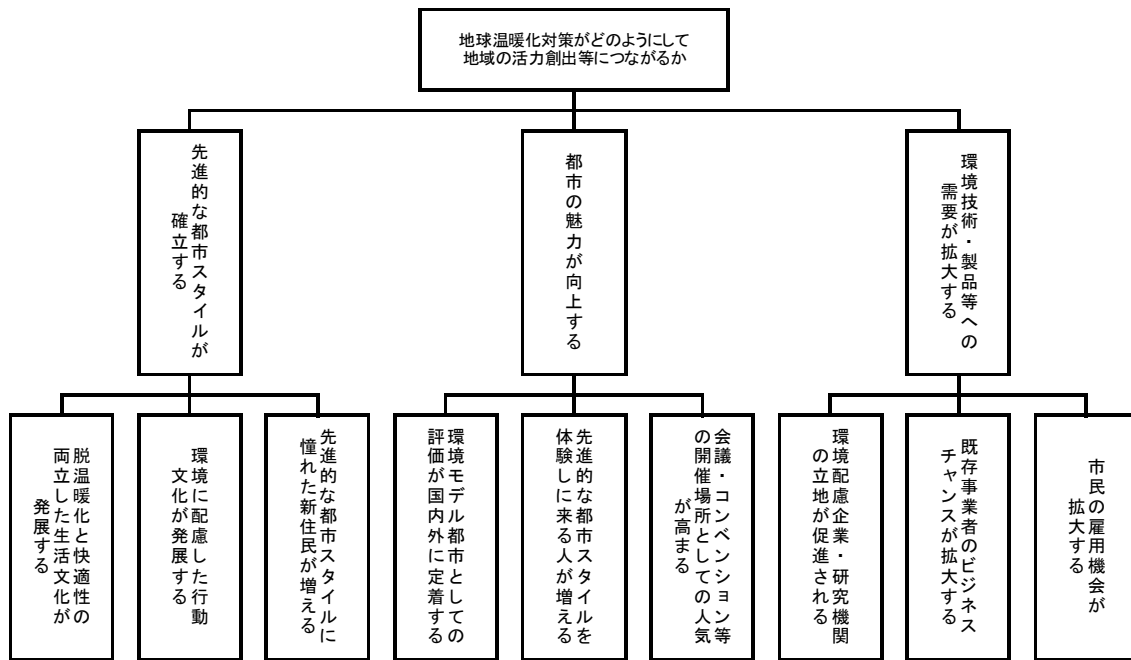 地球温暖化対策がどのようにして
地域の活力創出等につながるか
先進的な都市スタイルが
確立する
都市の魅力が向上する
環境技術・製品等への
需要が拡大する
脱温暖化と快適性の
両立した生活文化が
発展する
環境に配慮した行動
文化が発展する
先進的な都市スタイルに
憧れた新住民が増える
環境モデル都市としての
評価が国内外に定着する
先進的な都市スタイルを
体験しに来る人が増える
会議・コンベンション等
の開催場所としての人気
が高まる
環境配慮企業・研究機関
の立地が促進される
既存事業者のビジネス
チャンスが拡大する
市民の雇用機会が
拡大する